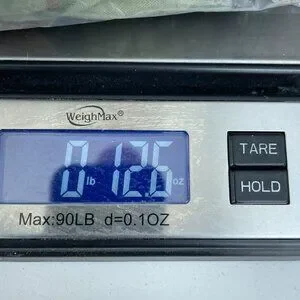 WeighMax®
0 lb 12.6 oz
TARE
HOLD
Max:90LB d=0.1OZ